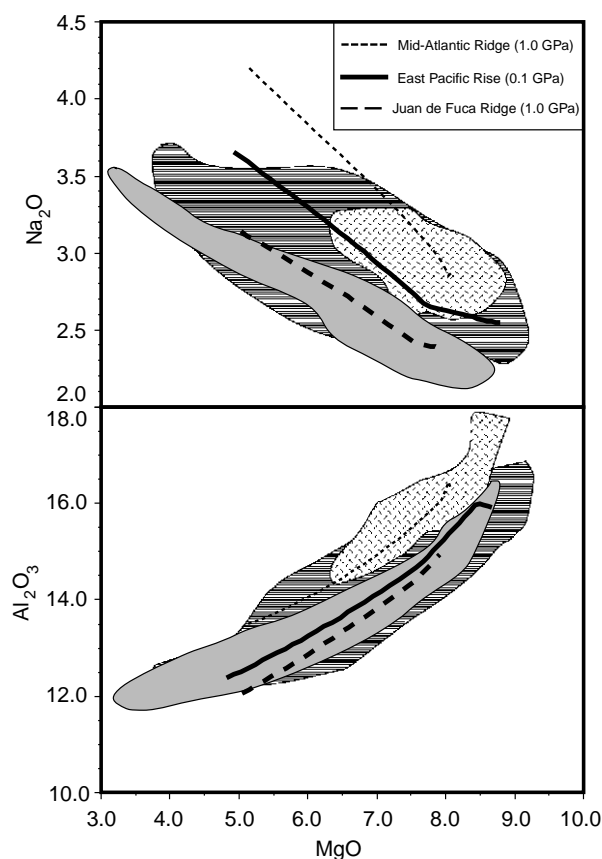 4.5
4.0
3.5
3.0
2.5
2.0
Na2O
Mid-Atlantic Ridge (1.0 GPa)
East Pacific Rise (0.1 GPa)
Juan de Fuca Ridge (1.0 GPa)
18.0
16.0
14.0
12.0
10.0
Al2O3
3.0 4.0 5.0 6.0 7.0 8.0 9.0 10.0
MgO